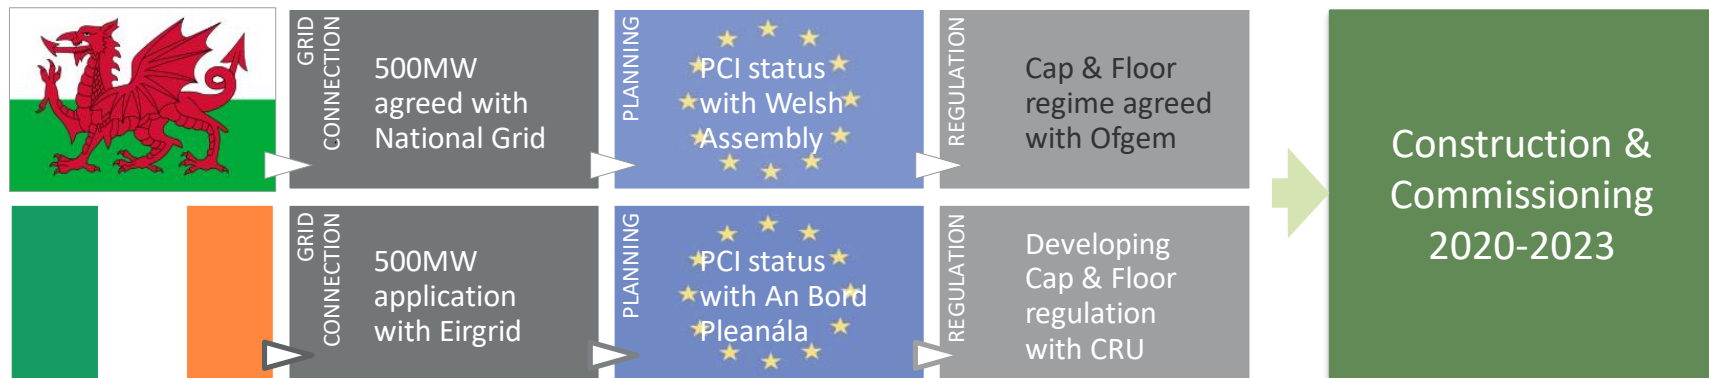 GRID
CONNECTION
500MW
agreed with
National Grid
PLANNING
PCI status
with Welsh
Assembly
REGULATION
Cap & Floor
regime agreed
with Ofgem
GRID
CONNECTION
500MW
application
with Eirgrid
PLANNING
PCI status
with An Bord
Pleanála
REGULATION
Developing
Cap & Floor
regulation
with CRU
Construction &
Commissioning
2020-2023